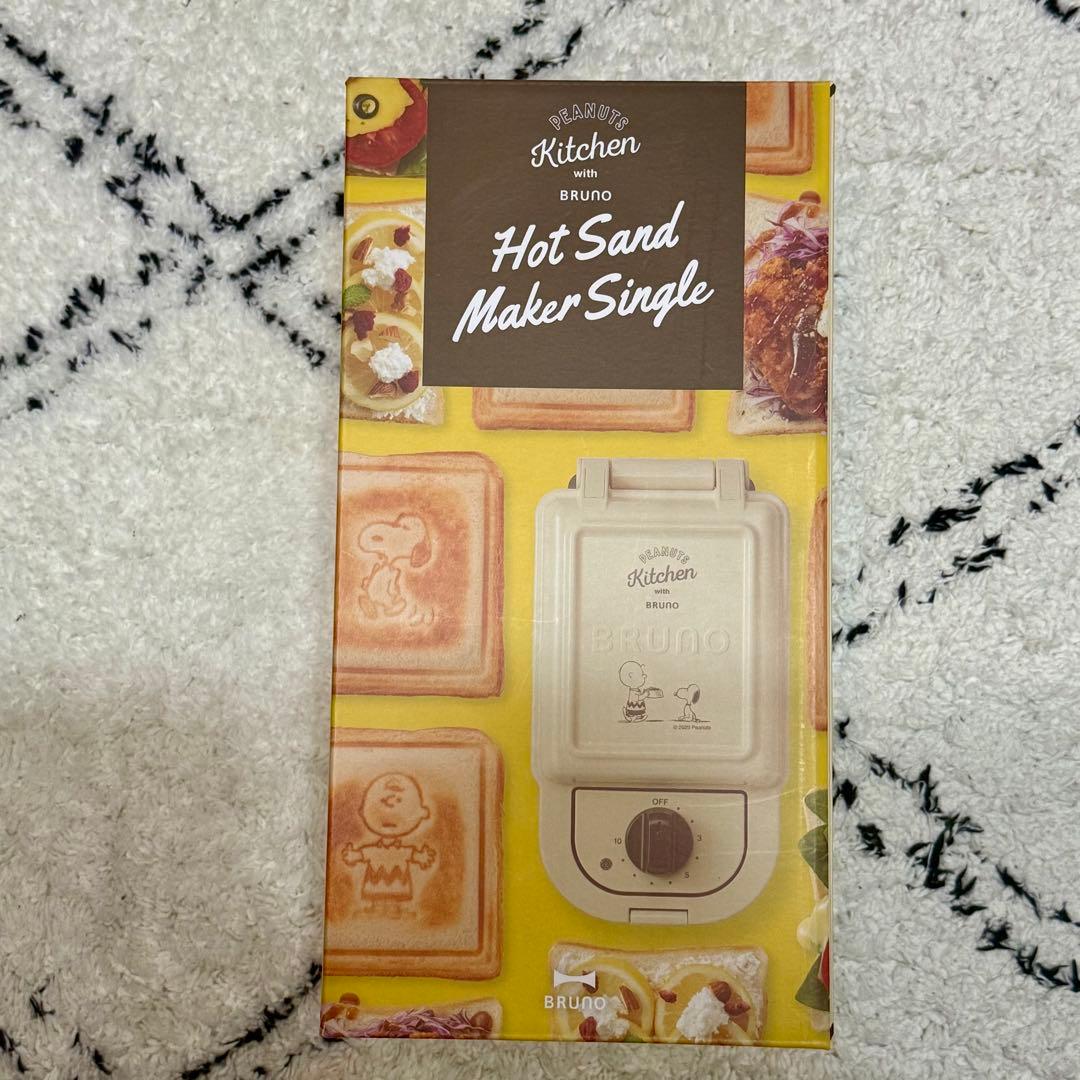 PEANUTS
Kitchen
with
BRUNO
Hot Sand
Maker Single
PEANUTS
Kitchen
with
BRUNO
BRUNO
© 2020 Peanuts
OFF
3
10
5
BRUNO